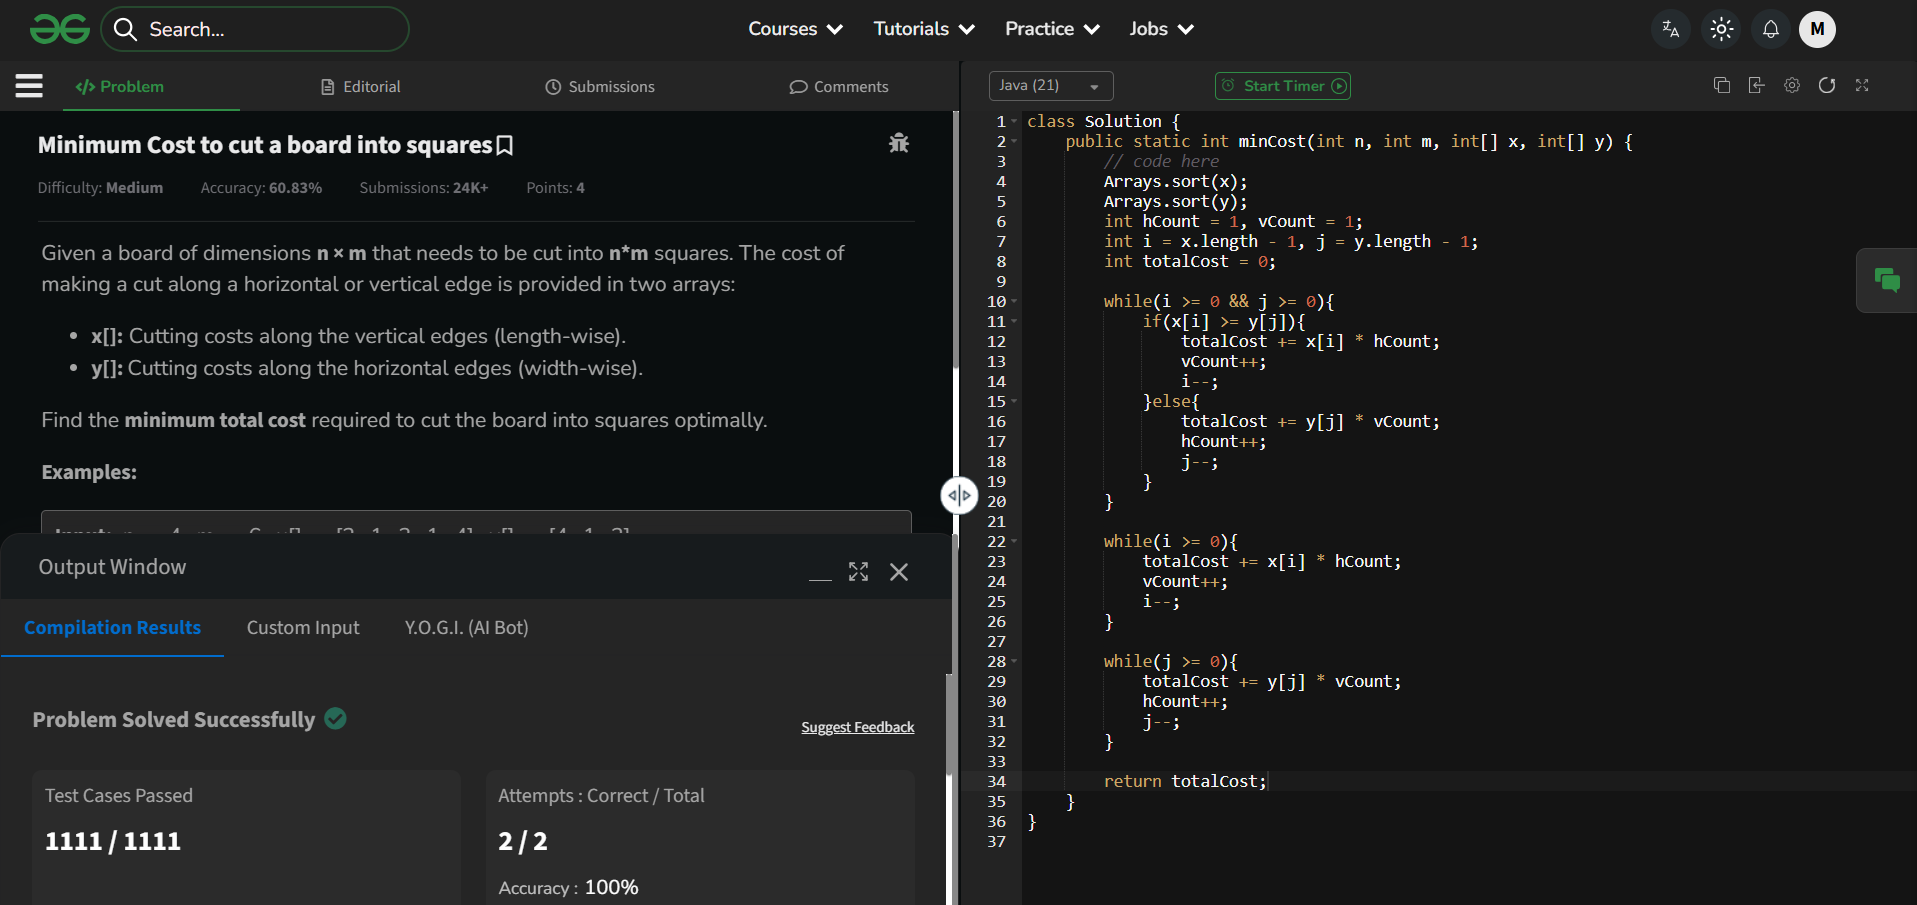 Search...
Courses
Tutorials
Practice
Jobs
M
Problem
Editorial
Submissions
Comments
Java (21)
Start Timer
Minimum Cost to cut a board into squares
Difficulty: Medium Accuracy: 60.83% Submissions: 24K+ Points: 4
Given a board of dimensions n × m that needs to be cut into n*m squares. The cost of
making a cut along a horizontal or vertical edge is provided in two arrays:
• x[]: Cutting costs along the vertical edges (length-wise).
• y[]: Cutting costs along the horizontal edges (width-wise).
Find the minimum total cost required to cut the board into squares optimally.
Examples:
Output Window
Compilation Results
Custom Input
Y.O.G.I. (AI Bot)
Problem Solved Successfully
Suggest Feedback
Test Cases Passed
1111 / 1111
Attempts : Correct / Total
2 / 2
Accuracy : 100%
1 class Solution {
2 public static int minCost(int n, int m, int[] x, int[] y) {
3 // code here
4 Arrays.sort(x);
5 Arrays.sort(y);
6 int hCount = 1, vCount = 1;
7 int i = x.length - 1, j = y.length - 1;
8 int totalCost = 0;
9
10 while(i >= 0 && j >= 0){
11 if(x[i] >= y[j]){
12 totalCost += x[i] * hCount;
13 vCount++;
14 i--;
15 }else{
16 totalCost += y[j] * vCount;
17 hCount++;
18 j--;
19 }
20 }
21
22 while(i >= 0){
23 totalCost += x[i] * hCount;
24 vCount++;
25 i--;
26 }
27
28 while(j >= 0){
29 totalCost += y[j] * vCount;
30 hCount++;
31 j--;
32 }
33
34 return totalCost;
35 }
36 }
37